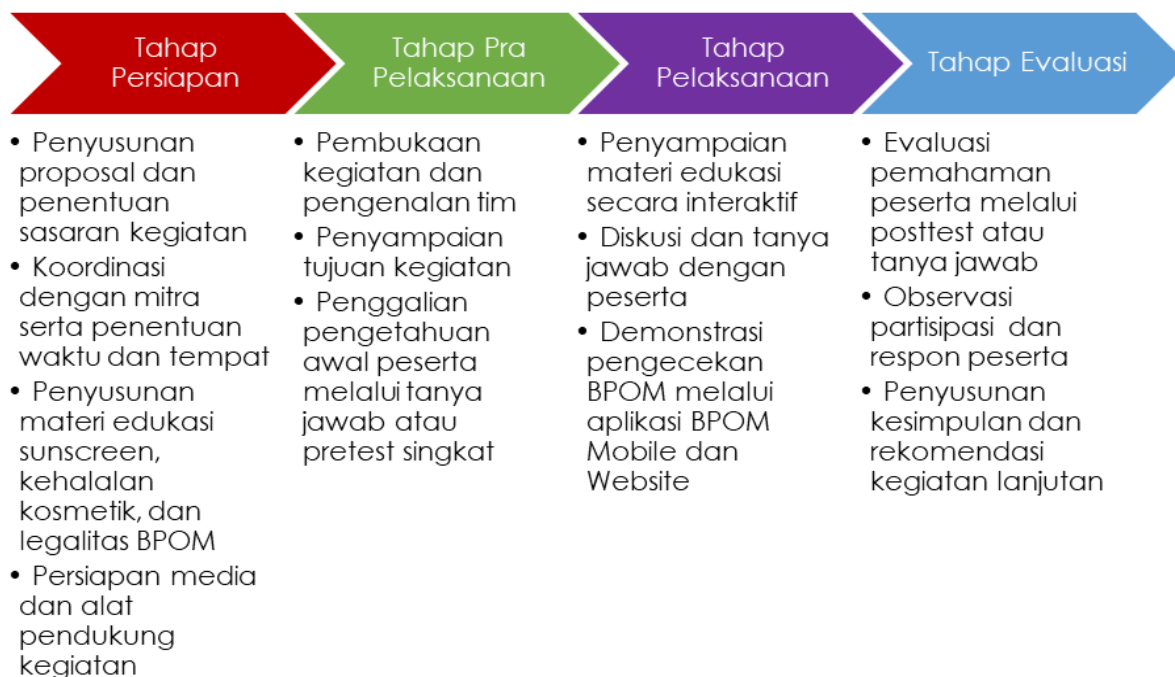 Tahap
Persiapan
• Penyusunan
proposal dan
penentuan
sasaran kegiatan
• Koordinasi
dengan mitra
serta penentuan
waktu dan tempat
• Penyusunan
materi edukasi
sunscreen,
kehalalan
kosmetik, dan
legalitas BPOM
• Persiapan media
dan alat
pendukung
kegiatan
Tahap Pra
Pelaksanaan
• Pembukaan
kegiatan dan
pengenalan tim
• Penyampaian
tujuan kegiatan
• Penggalian
pengetahuan
awal peserta
melalui tanya
jawab atau
pretest singkat
Tahap
Pelaksanaan
• Penyampaian
materi edukasi
secara interaktif
• Diskusi dan tanya
jawab dengan
peserta
• Demonstrasi
pengecekan
BPOM melalui
aplikasi BPOM
Mobile dan
Website
Tahap Evaluasi
• Evaluasi
pemahaman
peserta melalui
posttest atau
tanya jawab
• Observasi
partisipasi dan
respon peserta
• Penyusunan
kesimpulan dan
rekomendasi
kegiatan lanjutan